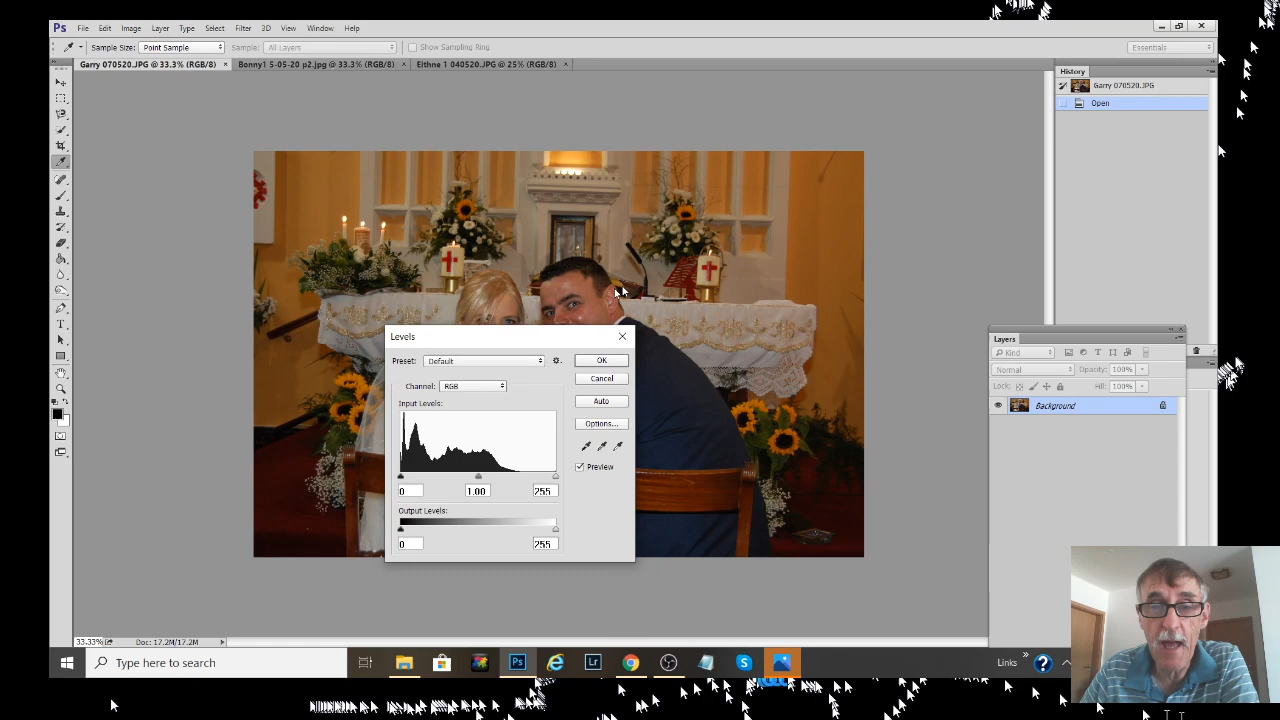 Ps File Edit Image Layer Type Select Filter 3D View Window Help
Sample Size: Point Sample Sample: All Layers Show Sampling Ring Essentials
Garry 070520.JPG @ 33.3% (RGB/8) × Bonny1 5-05-20 p2.jpg @ 33.3% (RGB/8) × Eithne 1 040520.JPG @ 25% (RGB/8) ×
History
Garry 070520.JPG
Open
Levels
Preset: Default OK
Cancel
Channel: RGB
Auto
Input Levels:
Options...
Preview
0 1.00 255
Output Levels:
0 255
Layers
Kind
Normal Opacity: 100%
Lock: Fill: 100%
Background
33.33% Doc: 17.2M/17.2M
Type here to search Ps Lr Links »